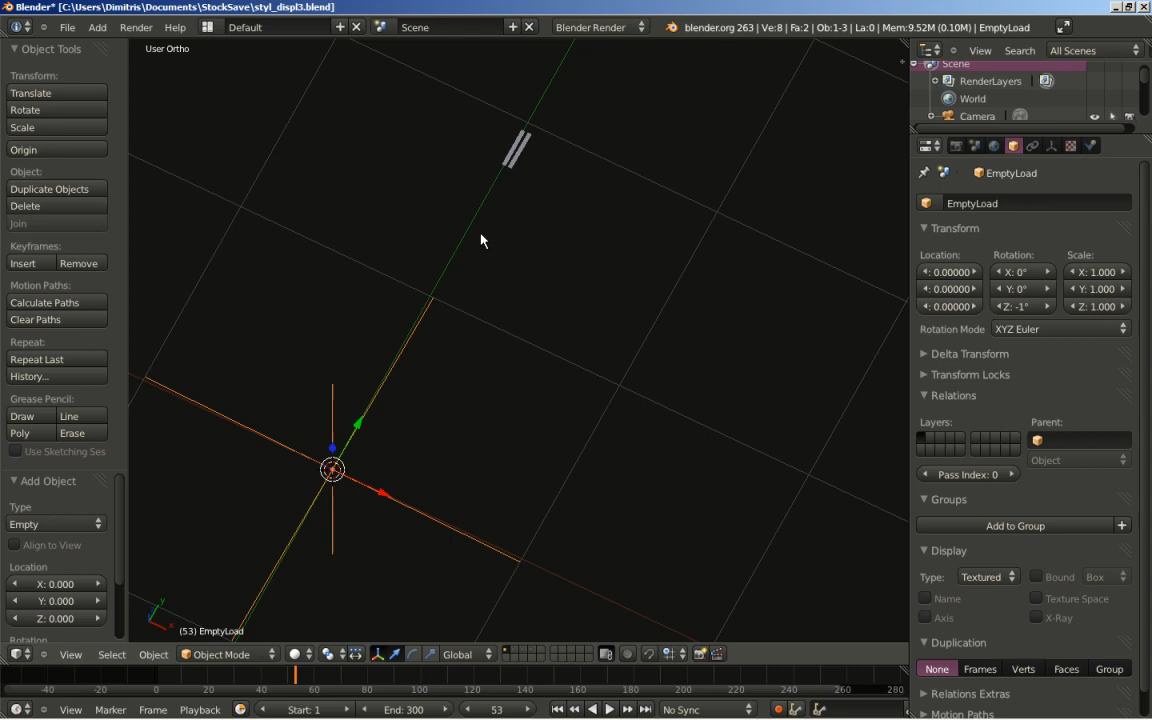 Blender* [C:\Users\Dimitris\Documents\StockSave\styl_displ3.blend]
File Add Render Help Default Scene Blender Render blender.org 263 | Ve:8 | Fa:2 | Ob:1-3 | La:0 | Mem:9.52M (0.10M) | EmptyLoad
Object Tools
Transform:
Translate
Rotate
Scale
Origin
Object:
Duplicate Objects
Delete
Join
Keyframes:
Insert Remove
Motion Paths:
Calculate Paths
Clear Paths
Repeat:
Repeat Last
History...
Grease Pencil:
Draw Line
Poly Erase
Use Sketching Ses
Add Object
Type
Empty
Align to View
Location
X: 0.000
Y: 0.000
Z: 0.000
Rotation
User Ortho
y
x
(53) EmptyLoad
View Select Object Object Mode Global
-40 -20 0 20 40 60 80 100 120 140 160 180 200 220 240 260 280
View Marker Frame Playback Start: 1 End: 300 53 No Sync
View Search All Scenes
Scene
RenderLayers
World
Camera
EmptyLoad
EmptyLoad
Transform
Location: Rotation: Scale:
: 0.00000 X: 0° X: 1.000
: 0.00000 Y: 0° Y: 1.000
: 0.00000 Z: -1° Z: 1.000
Rotation Mode XYZ Euler
Delta Transform
Transform Locks
Relations
Layers: Parent:
Object
Pass Index: 0
Groups
Add to Group
Display
Type: Textured Bound Box
Name Texture Space
Axis X-Ray
Duplication
None Frames Verts Faces Group
Relations Extras
Motion Paths